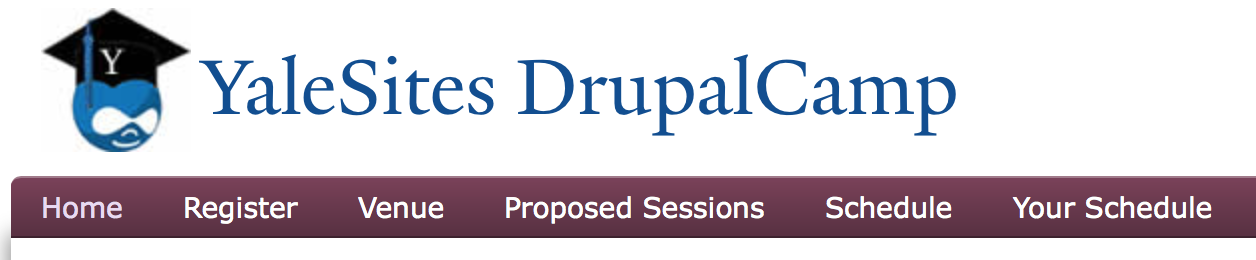 Y
YaleSites DrupalCamp
Home Register Venue Proposed Sessions Schedule Your Schedule